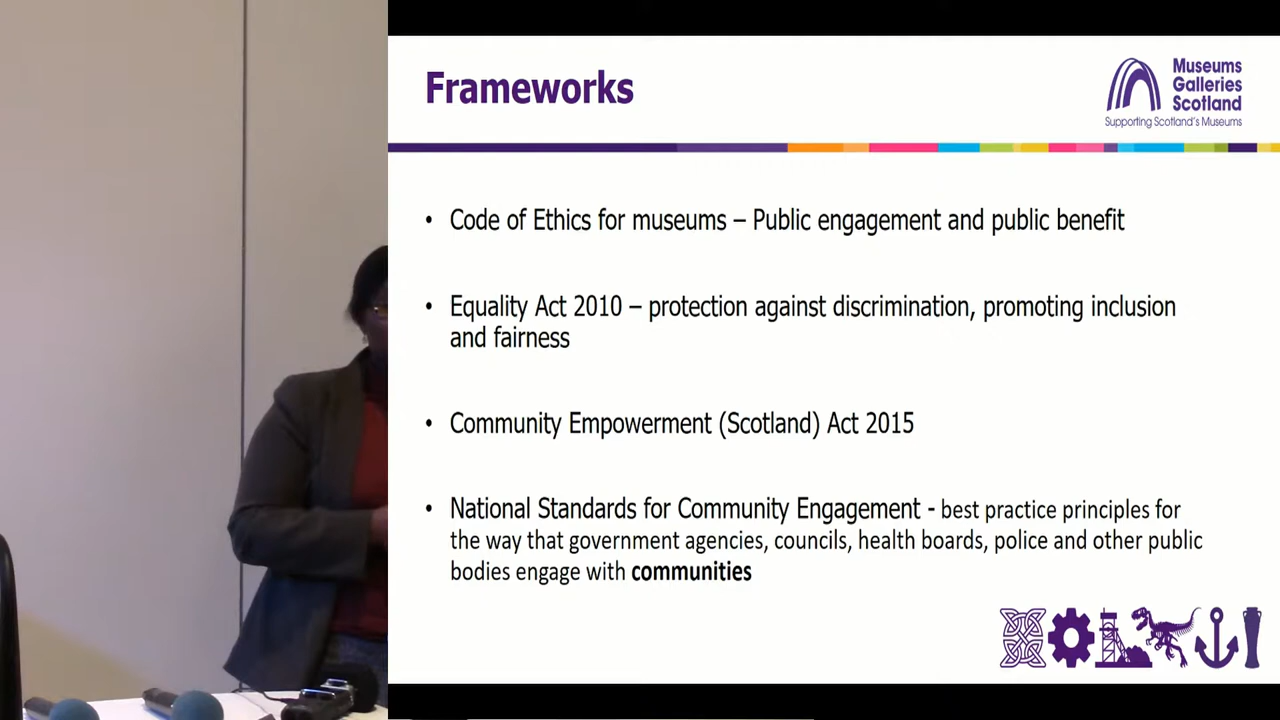 Frameworks
Museums
Galleries
Scotland
Supporting Scotland's Museums
• Code of Ethics for museums – Public engagement and public benefit
• Equality Act 2010 – protection against discrimination, promoting inclusion
and fairness
• Community Empowerment (Scotland) Act 2015
• National Standards for Community Engagement - best practice principles for
the way that government agencies, councils, health boards, police and other public
bodies engage with communities